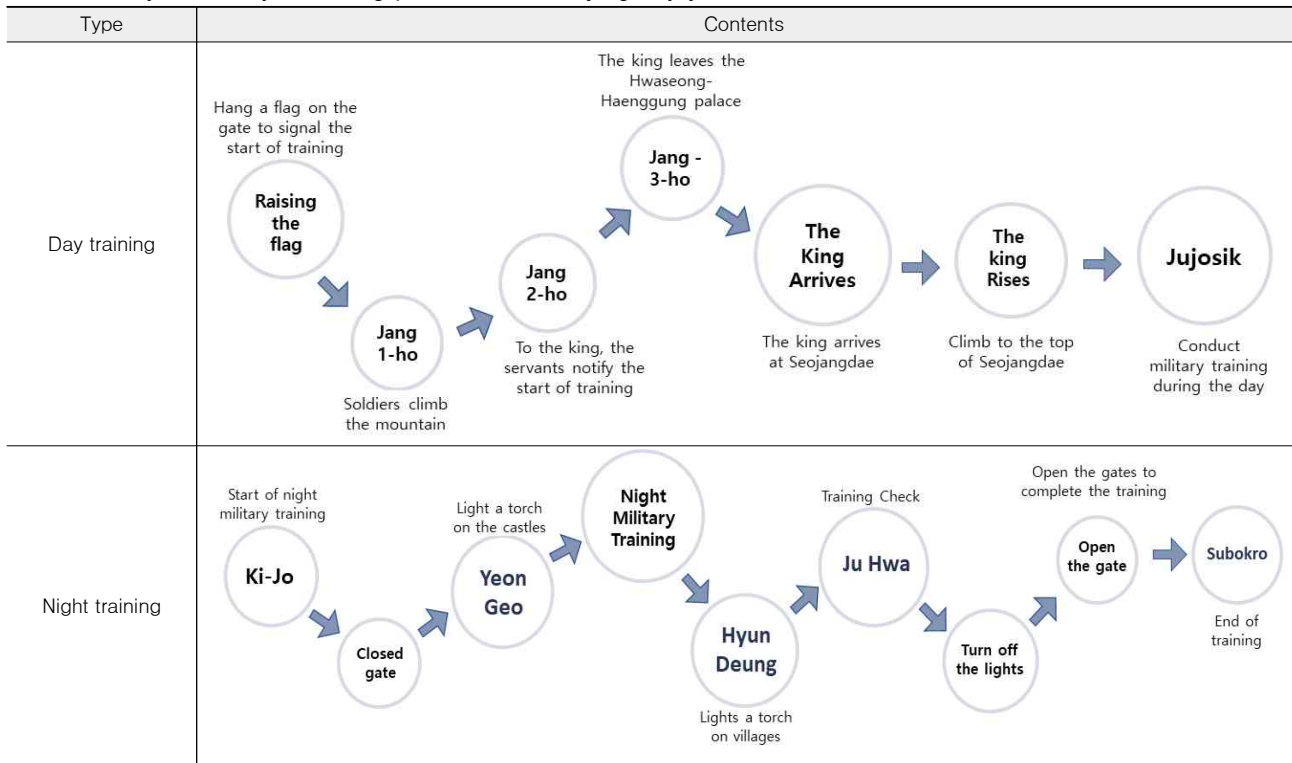 Type
Contents
Day training
Hang a flag on the
gate to signal the
start of training
Raising
the
flag
Jang
1-ho
Soldiers climb
the mountain
Jang
2-ho
To the king, the
servants notify the
start of training
The king leaves the
Hwaseong-
Haenggung palace
Jang -
3-ho
The
King
Arrives
The king arrives
at Seojangdae
The
king
Rises
Climb to the top
of Seojangdae
Jujosik
Conduct
military training
during the day
Night training
Start of night
military training
Ki-Jo
Closed
gate
Light a torch
on the castles
Yeon
Geo
Night
Military
Training
Hyun
Deung
Lights a torch
on villages
Training Check
Ju Hwa
Turn off
the lights
Open the gates to
complete the training
Open
the gate
Subokro
End of
training